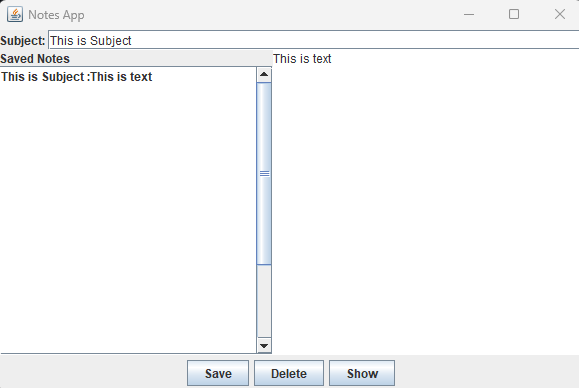 Notes App
Subject: This is Subject
Saved Notes
This is text
This is Subject :This is text
Save Delete Show